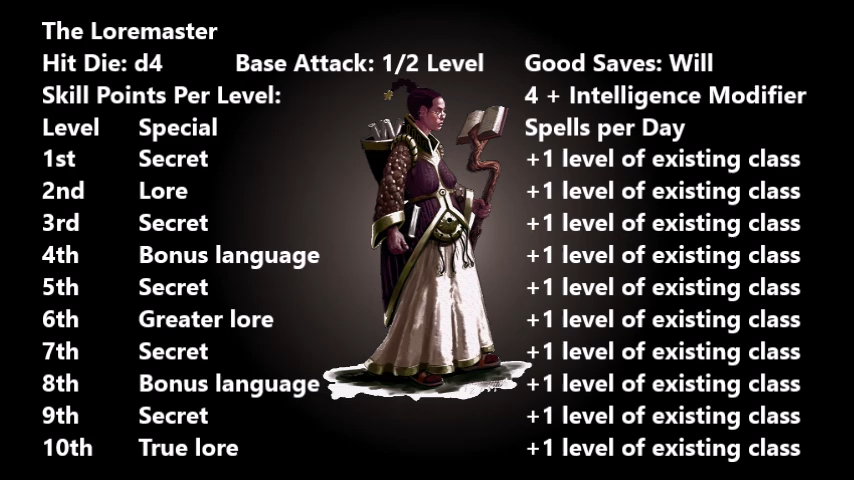 The Loremaster
Hit Die: d4 Base Attack: 1/2 Level Good Saves: Will
Skill Points Per Level: 4 + Intelligence Modifier
Level Special Spells per Day
1st Secret +1 level of existing class
2nd Lore +1 level of existing class
3rd Secret +1 level of existing class
4th Bonus language +1 level of existing class
5th Secret +1 level of existing class
6th Greater lore +1 level of existing class
7th Secret +1 level of existing class
8th Bonus language +1 level of existing class
9th Secret +1 level of existing class
10th True lore +1 level of existing class